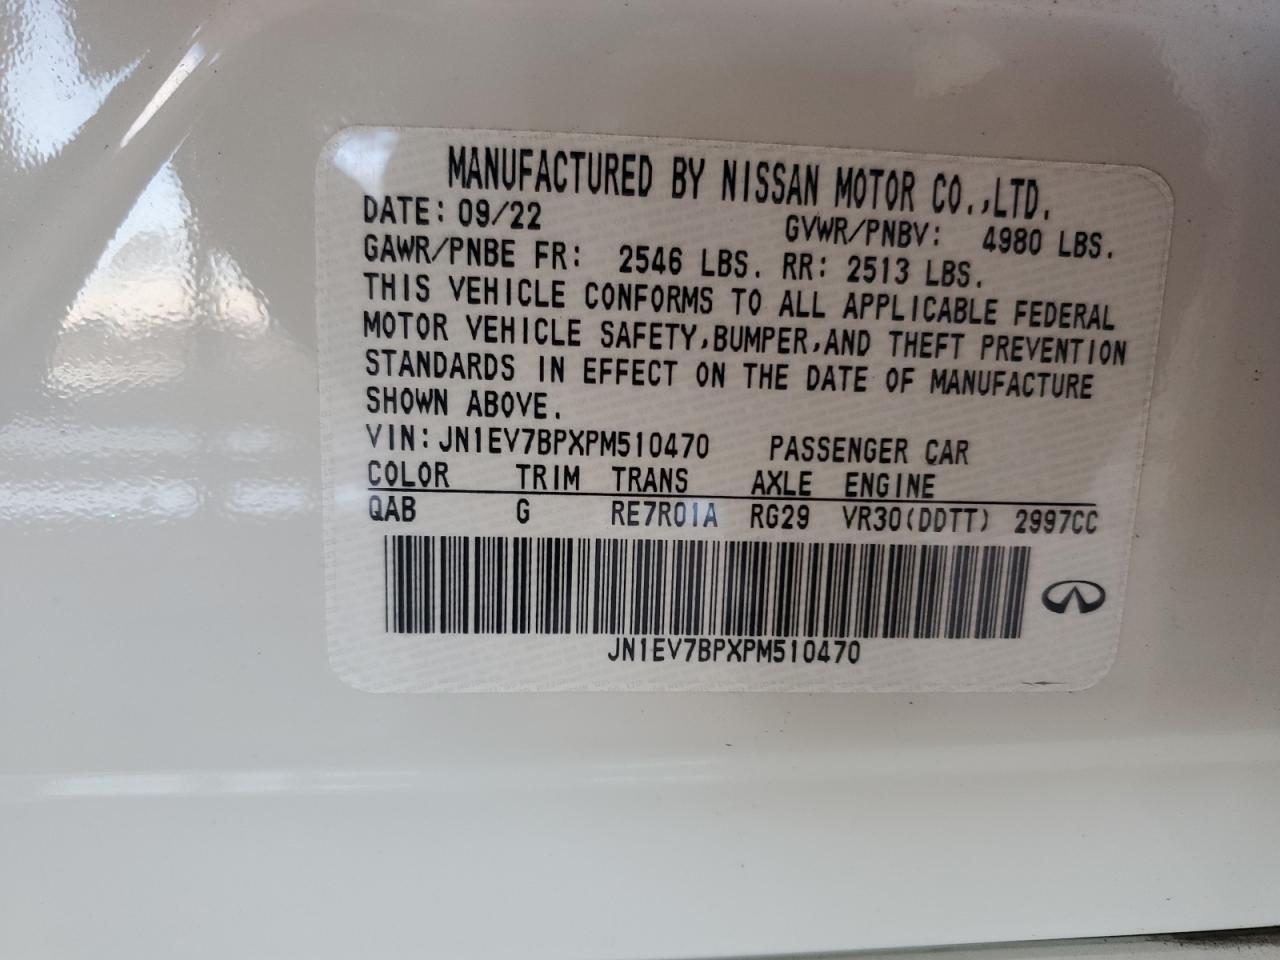 MANUFACTURED BY NISSAN MOTOR CO.,LTD.
DATE: 09/22 GVWR/PNBV: 4980 LBS.
GAWR/PNBE FR: 2546 LBS. RR: 2513 LBS.
THIS VEHICLE CONFORMS TO ALL APPLICABLE FEDERAL
MOTOR VEHICLE SAFETY,BUMPER,AND THEFT PREVENTION
STANDARDS IN EFFECT ON THE DATE OF MANUFACTURE
SHOWN ABOVE.
VIN: JN1EV7BPXPM510470 PASSENGER CAR
COLOR TRIM TRANS AXLE ENGINE
QAB G RE7R01A RG29 VR30(DDTT) 2997CC
JN1EV7BPXPM510470